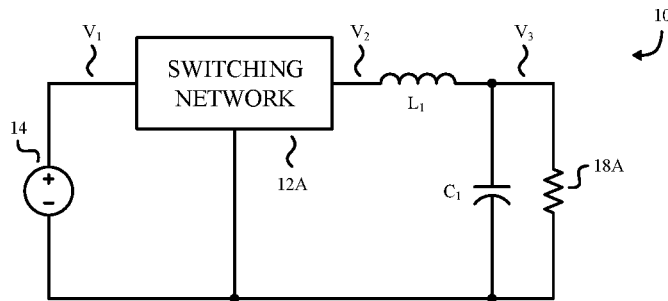 10
V1
V2
V3
SWITCHING
NETWORK
L1
14
12A
C1
18A
+
-